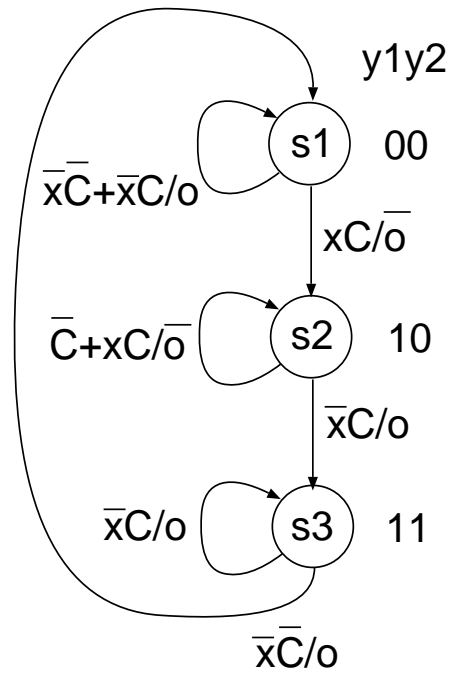 y1y2
s1 00
x̅C̅+x̅C/o
xC/o̅
s2 10
C̅+xC/o̅
x̅C/o
s3 11
x̅C/o
x̅C̅/o